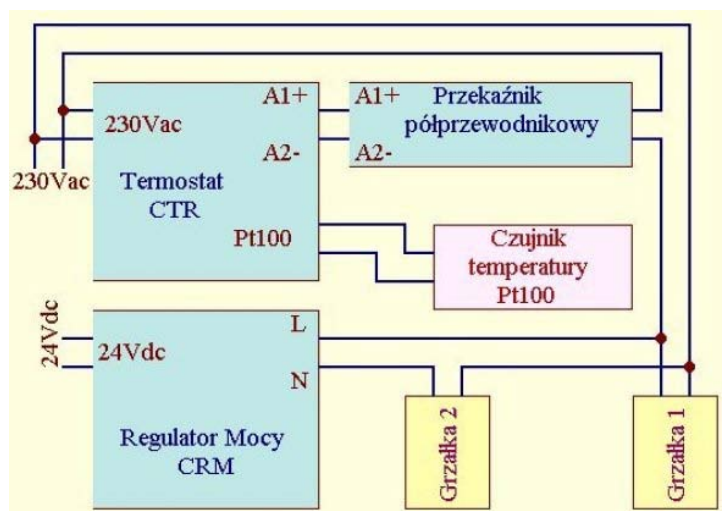 A1+
A1+
Przekaźnik
półprzewodnikowy
230Vac
A2-
A2-
230Vac
Termostat
CTR
Pt100
Czujnik
temperatury
Pt100
24Vdc
24Vdc
L
N
Regulator Mocy
CRM
Grzałka 2
Grzałka 1